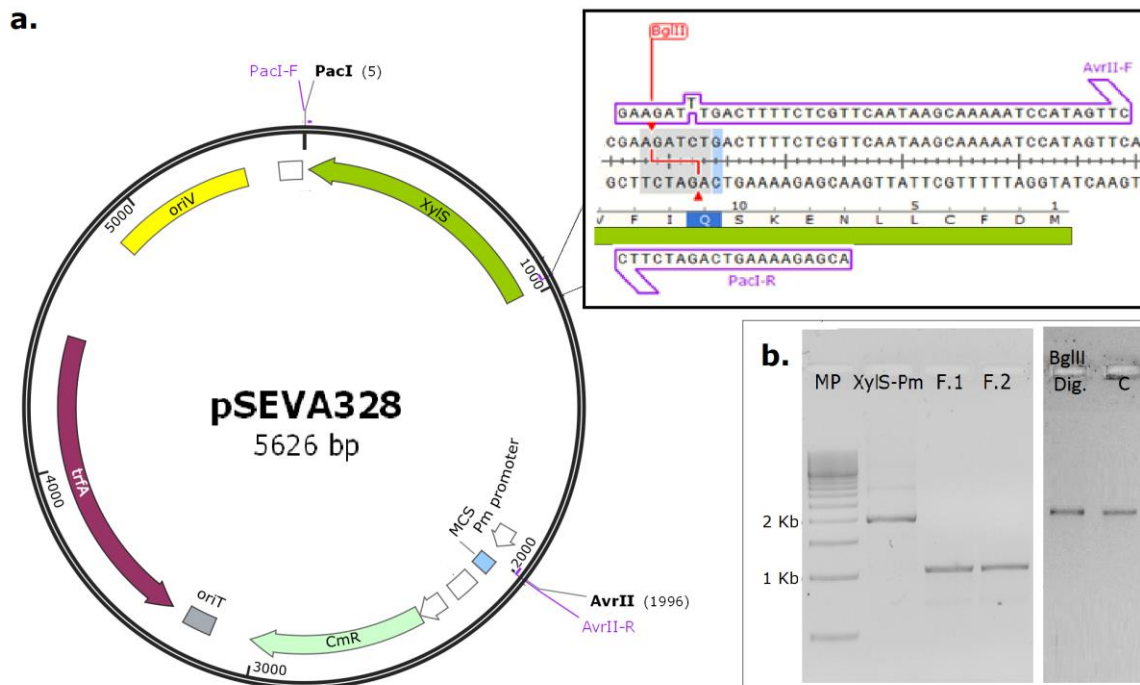 a.
PacI-F
PacI (5)
XylS
1000
Pm promoter
MCS
2000
AvrII (1996)
AvrII-R
CmR
3000
oriT
trfA
4000
oriV
5000
pSEVA328
5626 bp
BglII
AvrII-F
T
GAAGAT TGACTTTTCTCGTTCAATAAGCAAAAATCCATAGTTC
CGAAGATCTGACTTTTCTCGTTCAATAAGCAAAAATCCATAGTTCA
GCTTCTAGACTGAAAAGAGCAAGTTATTCGTTTTTAGGTATCAAGT
10 5 1
V F I Q S K E N L L C F D M
CTTCTAGACTGAAAAGAGCA
PacI-R
b.
MP XylS-Pm F.1 F.2
BglII
Dig. C
2 Kb
1 Kb